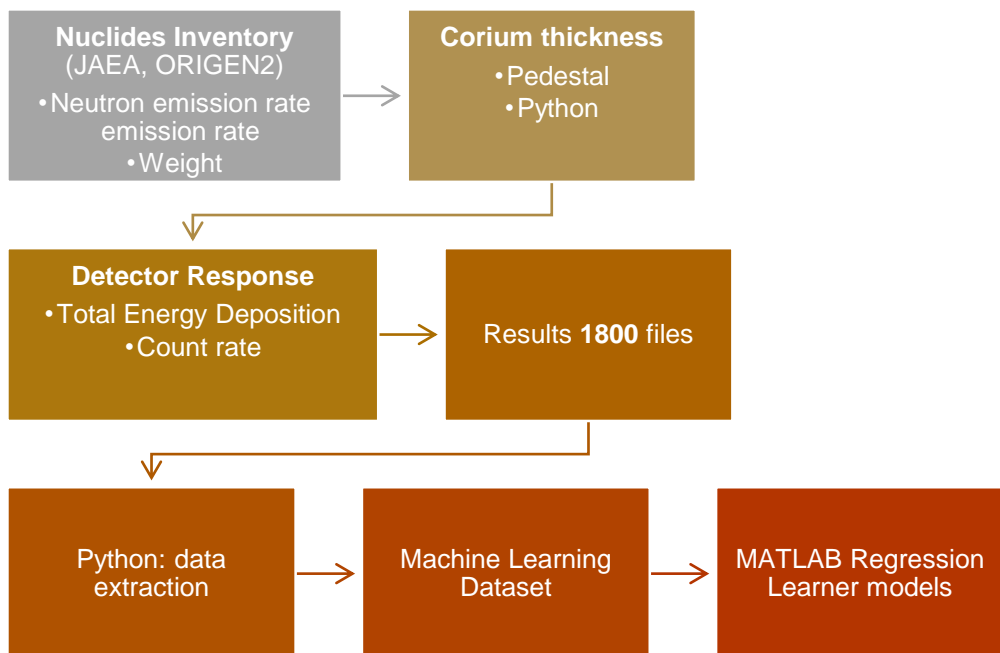 Nuclides Inventory
(JAEA, ORIGEN2)
•Neutron emission rate
emission rate
•Weight
Corium thickness
•Pedestal
•Python
Detector Response
•Total Energy Deposition
•Count rate
Results 1800 files
Python: data
extraction
Machine Learning
Dataset
MATLAB Regression
Learner models